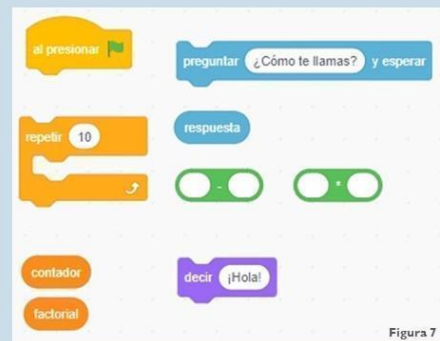 al presionar
preguntar ¿Cómo te llamas? y esperar
repetir 10
respuesta
-
*
contador
decir ¡Hola!
factorial
Figura 7